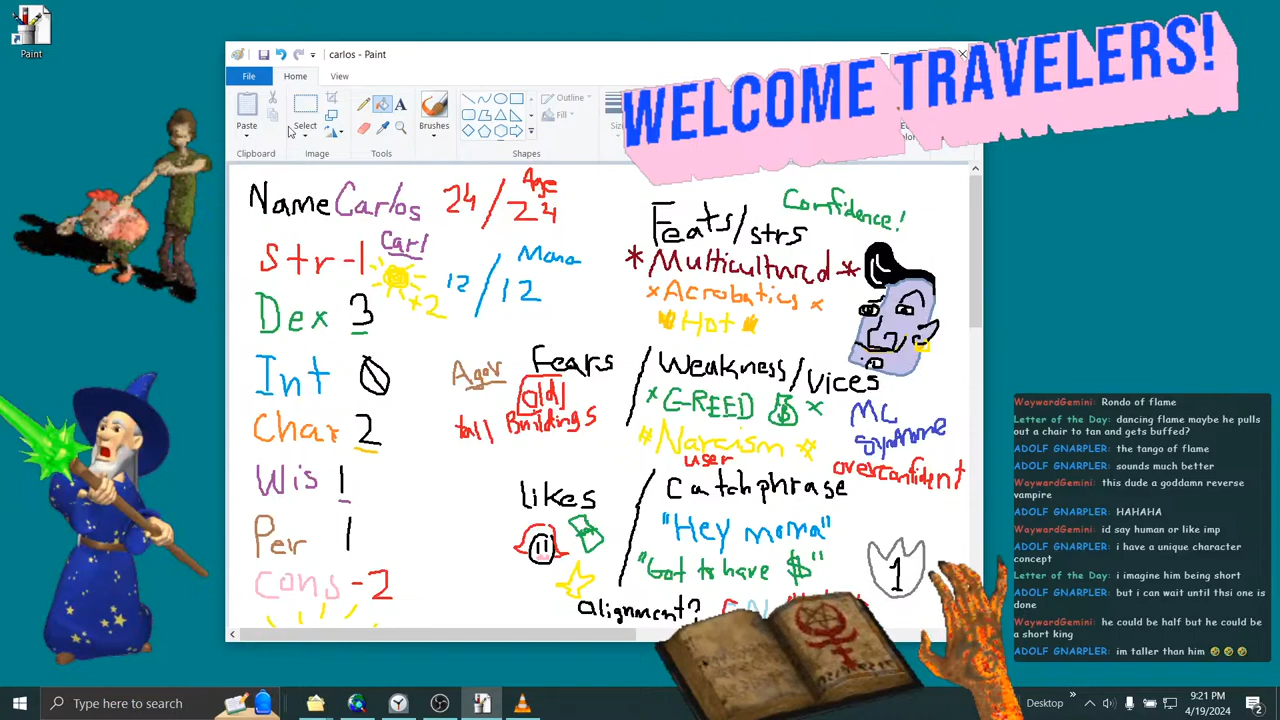 Paint
carlos - Paint
WELCOME TRAVELERS!
File
Home
View
Paste
Select
Brushes
Outline
Fill
Clipboard
Image
Tools
Shapes
Name Carlos
24/24
Age
Confidence!
Feats/strs
Str -1
Carl
+2
Mana
12/12
*Multicultured*
xAcrobaticsx
Hot
Dex 3
Int 0
Fears
Old
tall Buildings
Weakness/Vices
x GREED $ x
MC
Syndrome
Narcism
user
overconfident
Char 2
Wis 1
Per 1
Cons -2
likes
Catchphrase
"Hey moma"
"Got to have $"
1
alignment?
WaywardGemini: Rondo of flame
Letter of the Day: dancing flame maybe he pulls
out a chair to tan and gets buffed?
ADOLF GNARPLER: the tango of flame
ADOLF GNARPLER: sounds much better
WaywardGemini: this dude a goddamn reverse
vampire
ADOLF GNARPLER: HAHAHA
WaywardGemini: id say human or like imp
ADOLF GNARPLER: i have a unique character
concept
Letter of the Day: i imagine him being short
ADOLF GNARPLER: but i can wait until thsi one is
done
WaywardGemini: he could be half but he could be
a short king
ADOLF GNARPLER: im taller than him 🤣🤣🤣
Type here to search
Desktop
9:21 PM
4/19/2024
2